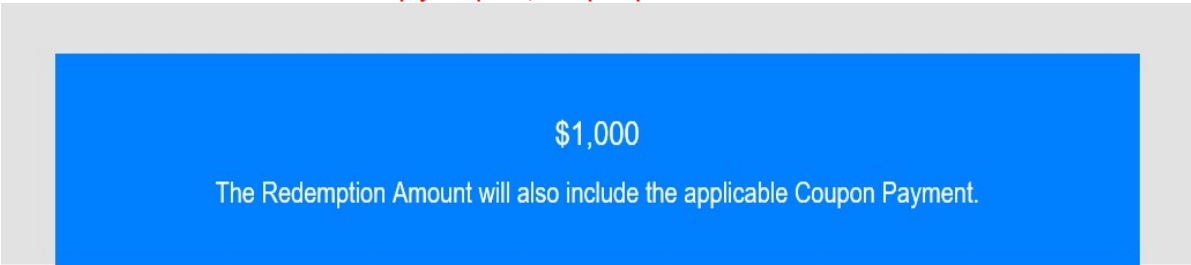 $1,000
The Redemption Amount will also include the applicable Coupon Payment.